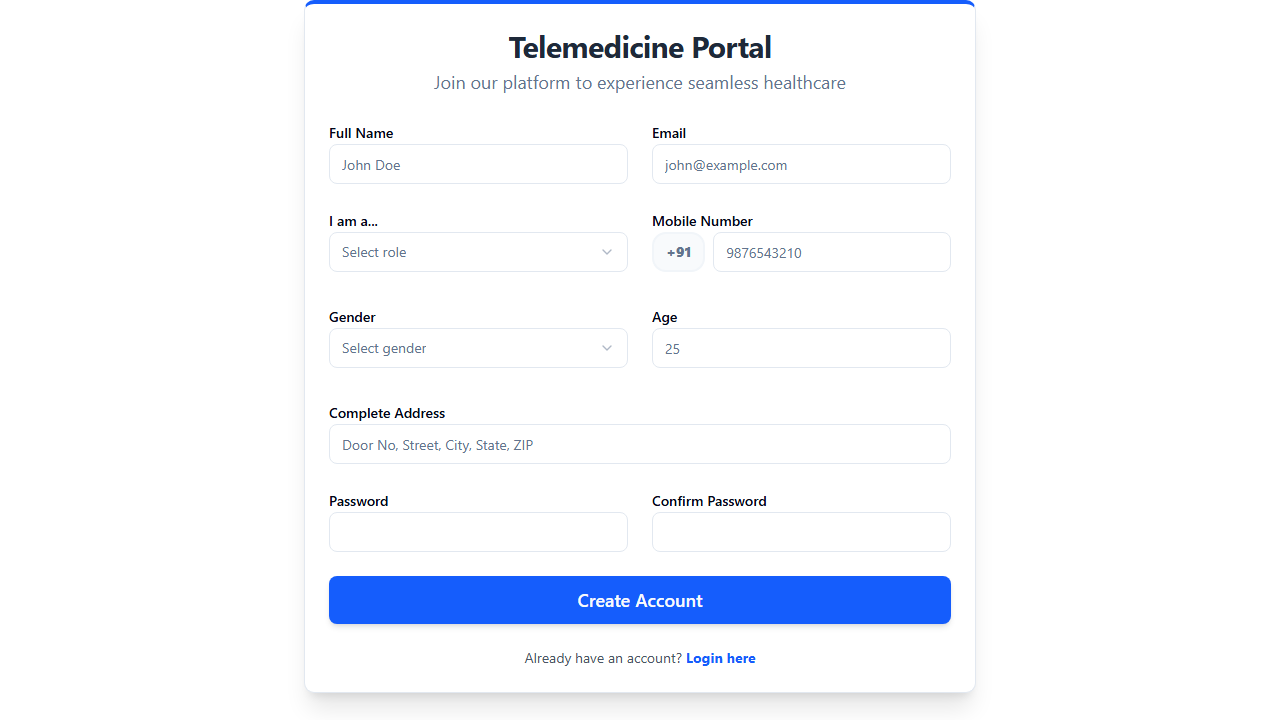 Telemedicine Portal
Join our platform to experience seamless healthcare
Full Name
John Doe
Email
john@example.com
I am a...
Select role
Mobile Number
+91 9876543210
Gender
Select gender
Age
25
Complete Address
Door No, Street, City, State, ZIP
Password
Confirm Password
Create Account
Already have an account? Login here